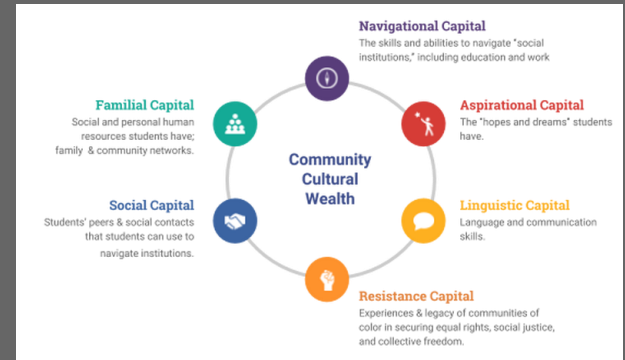 Navigational Capital
The skills and abilities to navigate "social
institutions," including education and work
Familial Capital
Social and personal human
resources students have;
family & community networks.
Aspirational Capital
The "hopes and dreams" students
have.
Community
Cultural
Wealth
Social Capital
Students' peers & social contacts
that students can use to
navigate institutions.
Linguistic Capital
Language and communication
skills.
Resistance Capital
Experiences & legacy of communities of
color in securing equal rights, social justice,
and collective freedom.